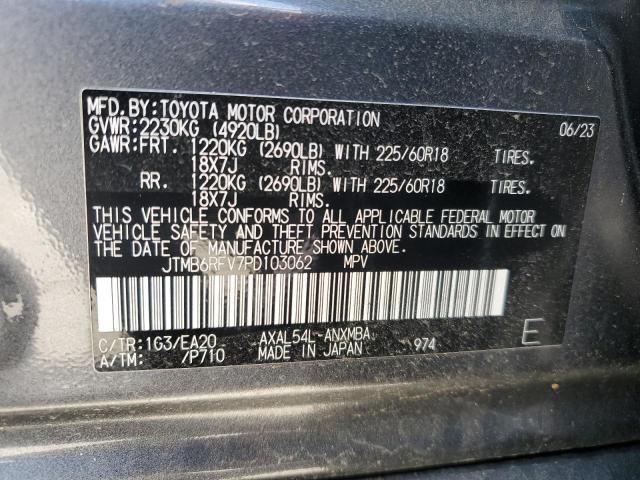 MFD.BY:TOYOTA MOTOR CORPORATION 06/23
GVWR:2230KG (4920LB)
GAWR:FRT. 1220KG (2690LB) WITH 225/60R18 TIRES.
18X7J RIMS.
RR. 1220KG (2690LB) WITH 225/60R18 TIRES.
18X7J RIMS.
THIS VEHICLE CONFORMS TO ALL APPLICABLE FEDERAL MOTOR
VEHICLE SAFETY AND THEFT PREVENTION STANDARDS IN EFFECT ON
THE DATE OF MANUFACTURE SHOWN ABOVE.
JTMB6RFV7PD103062 MPV
C/TR:1G3/EA20 AXAL54L-ANXMBA 974 E
A/TM: /P710 MADE IN JAPAN